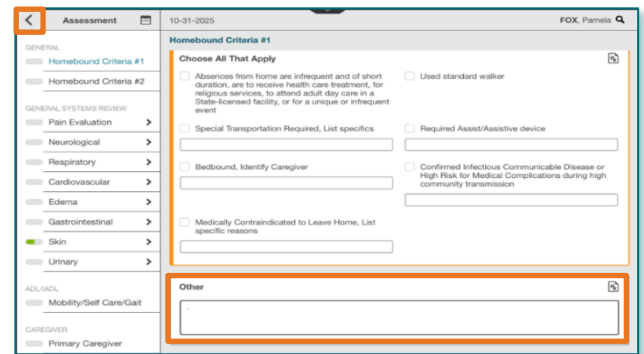 Assessment
10-31-2025
FOX, Pamela
GENERAL
Homebound Criteria #1
Homebound Criteria #2
GENERAL SYSTEMS REVIEW
Pain Evaluation
Neurological
Respiratory
Cardiovascular
Edema
Gastrointestinal
Skin
Urinary
ADL/IADL
Mobility/Self Care/Gait
CAREGIVER
Primary Caregiver
Homebound Criteria #1
Choose All That Apply
Absences from home are infrequent and of short
duration, are to receive health care treatment, for
religious services, to attend adult day care in a
State-licensed facility, or for a unique or infrequent
event
Used standard walker
Special Transportation Required, List specifics
Required Assist/Assistive device
Bedbound, Identify Caregiver
Confirmed Infectious Communicable Disease or
High Risk for Medical Complications during high
community transmission
Medically Contraindicated to Leave Home, List
specific reasons
Other